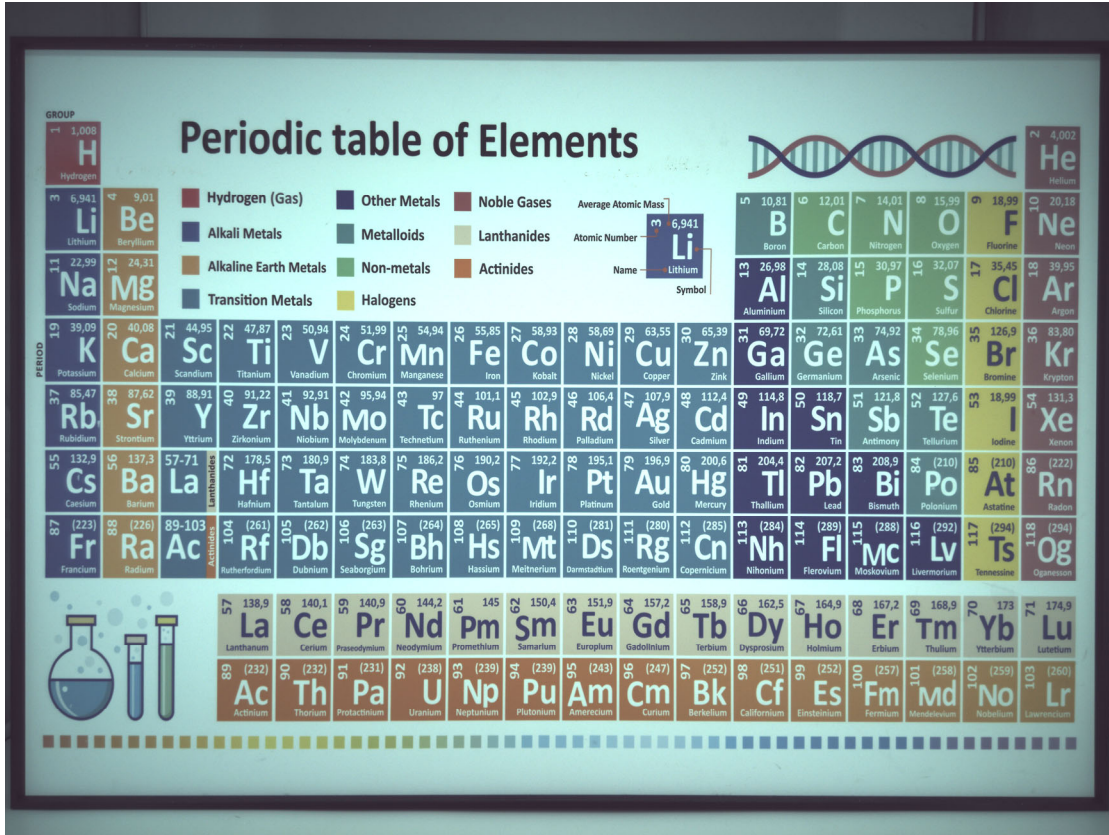 GROUP
Periodic table of Elements
1 1,008 2 4,002
H He
Hydrogen Helium
Hydrogen (Gas) Other Metals Noble Gases
Alkali Metals Metalloids Lanthanides
Alkaline Earth Metals Non-metals Actinides
Transition Metals Halogens
Average Atomic Mass
Atomic Number 3 6,941
Li
Name Lithium
Symbol
3 6,941 4 9,01 5 10,81 6 12,01 7 14,01 8 15,99 9 18,99 10 20,18
Li Be B C N O F Ne
Lithium Beryllium Boron Carbon Nitrogen Oxygen Fluorine Neon
11 22,99 12 24,31 13 26,98 14 28,08 15 30,97 16 32,07 17 35,45 18 39,95
Na Mg Al Si P S Cl Ar
Sodium Magnesium Aluminium Silicon Phosphorus Sulfur Chlorine Argon
PERIOD
19 39,09 20 40,08 21 44,95 22 47,87 23 50,94 24 51,99 25 54,94 26 55,85 27 58,93 28 58,69 29 63,55 30 65,39 31 69,72 32 72,61 33 74,92 34 78,96 35 126,9 36 83,80
K Ca Sc Ti V Cr Mn Fe Co Ni Cu Zn Ga Ge As Se Br Kr
Potassium Calcium Scandium Titanium Vanadium Chromium Manganese Iron Kobalt Nickel Copper Zink Gallium Germanium Arsenic Selenium Bromine Krypton
37 85,47 38 87,62 39 88,91 40 91,22 41 92,91 42 95,94 43 97 44 101,1 45 102,9 46 106,4 47 107,9 48 112,4 49 114,8 50 118,7 51 121,8 52 127,6 53 18,99 54 131,3
Rb Sr Y Zr Nb Mo Tc Ru Rh Rd Ag Cd In Sn Sb Te I Xe
Rubidium Strontium Yttrium Zirkonium Niobium Molybdenum Technetium Ruthenium Rhodium Palladium Silver Cadmium Indium Tin Antimony Tellurium Iodine Xenon
55 132,9 56 137,3 57-71 72 178,5 73 180,9 74 183,8 75 186,2 76 190,2 77 192,2 78 195,1 79 196,9 80 200,6 81 204,4 82 207,2 83 208,9 84 (210) 85 (210) 86 (222)
Cs Ba La Lanthanides Hf Ta W Re Os Ir Pt Au Hg Tl Pb Bi Po At Rn
Caesium Barium Hafnium Tantalum Tungsten Rhenium Osmium Iridium Platinum Gold Mercury Thallium Lead Bismuth Polonium Astatine Radon
87 (223) 88 (226) 89-103 104 (261) 105 (262) 106 (263) 107 (264) 108 (265) 109 (268) 110 (281) 111 (280) 112 (285) 113 (284) 114 (289) 115 (288) 116 (292) 117 (294) 118 (294)
Fr Ra Ac Actinides Rf Db Sg Bh Hs Mt Ds Rg Cn Nh Fl Mc Lv Ts Og
Francium Radium Rutherfordium Dubnium Seaborgium Bohrium Hassium Meitnerium Darmstadtium Roentgenium Copernicium Nihonium Flerovium Moskovium Livermorium Tennessine Oganesson
57 138,9 58 140,1 59 140,9 60 144,2 61 145 62 150,4 63 151,9 64 157,2 65 158,9 66 162,5 67 164,9 68 167,2 69 168,9 70 173 71 174,9
La Ce Pr Nd Pm Sm Eu Gd Tb Dy Ho Er Tm Yb Lu
Lanthanum Cerium Praseodymium Neodymium Promethium Samarium Europlum Gadolinium Terbium Dysprosium Holmium Erbium Thulium Ytterbium Lutetium
89 (232) 90 (232) 91 (231) 92 (238) 93 (239) 94 (239) 95 (243) 96 (247) 97 (252) 98 (251) 99 (252) 100 (257) 101 (258) 102 (259) 103 (260)
Ac Th Pa U Np Pu Am Cm Bk Cf Es Fm Md No Lr
Actinium Thorium Protactinium Uranium Neptunium Plutonium Amerecium Curium Berkelium Californium Einsteinium Fermium Mendelevium Nobelium Lawrencium